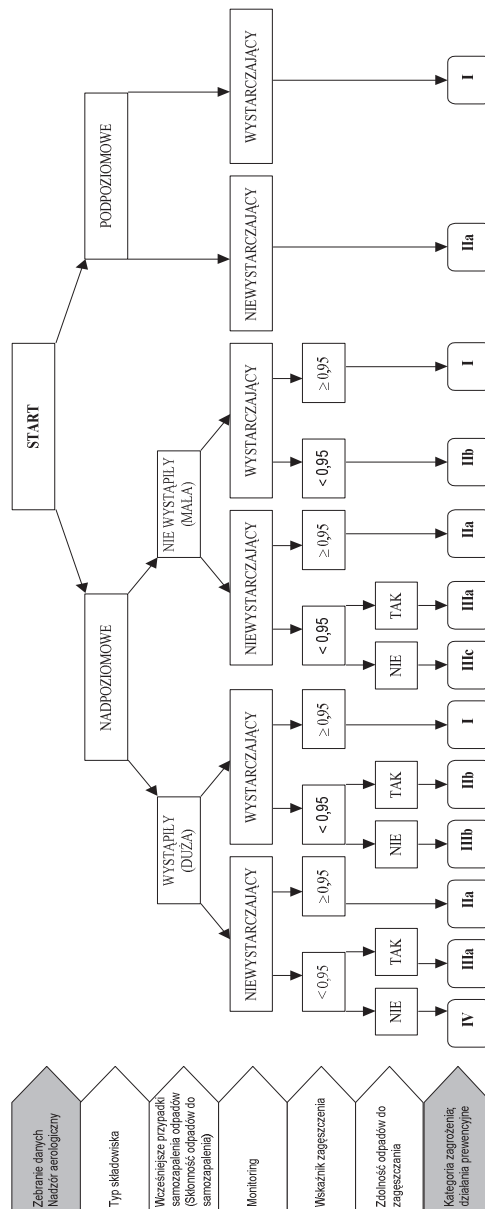 START
NADPOZIOMOWE
PODPOZIOMOWE
WYSTĄPIŁY
(DUŻA)
NIE WYSTĄPIŁY
(MAŁA)
NIEWYSTARCZAJĄCY
WYSTARCZAJĄCY
NIEWYSTARCZAJĄCY
WYSTARCZAJĄCY
NIEWYSTARCZAJĄCY
WYSTARCZAJĄCY
< 0,95
≥ 0,95
< 0,95
≥ 0,95
< 0,95
≥ 0,95
< 0,95
≥ 0,95
NIE
TAK
NIE
TAK
NIE
TAK
IV
IIIa
IIa
IIIb
IIb
I
IIIc
IIIa
IIa
IIb
I
IIa
I
Zebranie danych
Nadzór aerologiczny
Typ składowiska
Wcześniejsze przypadki
samozapalenia odpadów
(Skłonność odpadów do
samozapalenia)
Monitoring
Wskaźnik zagęszczenia
Zdolność odpadów do
zagęszczania
Kategoria zagrożenia;
działania prewencyjne